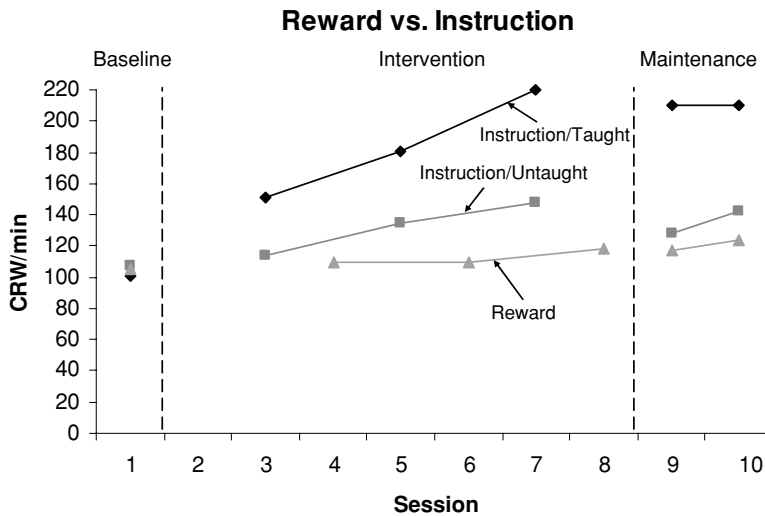 Reward vs. Instruction
Baseline
Intervention
Maintenance
220
200
180
160
140
120
100
80
60
40
20
0
CRW/min
Instruction/Taught
Instruction/Untaught
Reward
1 2 3 4 5 6 7 8 9 10
Session